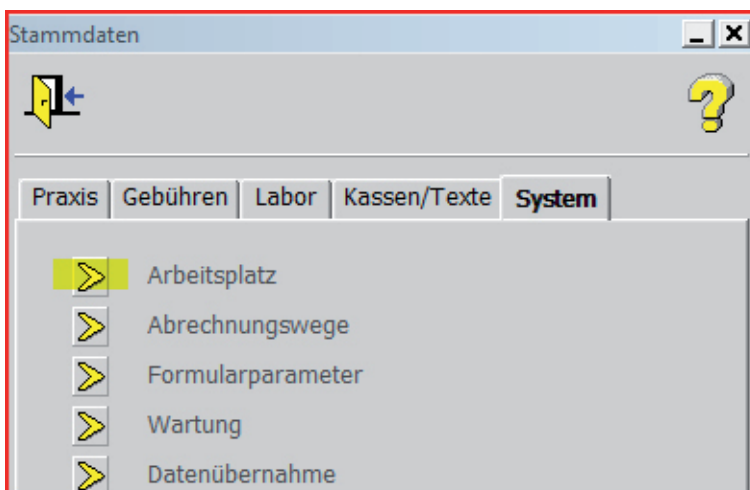 Stammdaten
Praxis Gebühren Labor Kassen/Texte System
Arbeitsplatz
Abrechnungswege
Formularparameter
Wartung
Datenübernahme